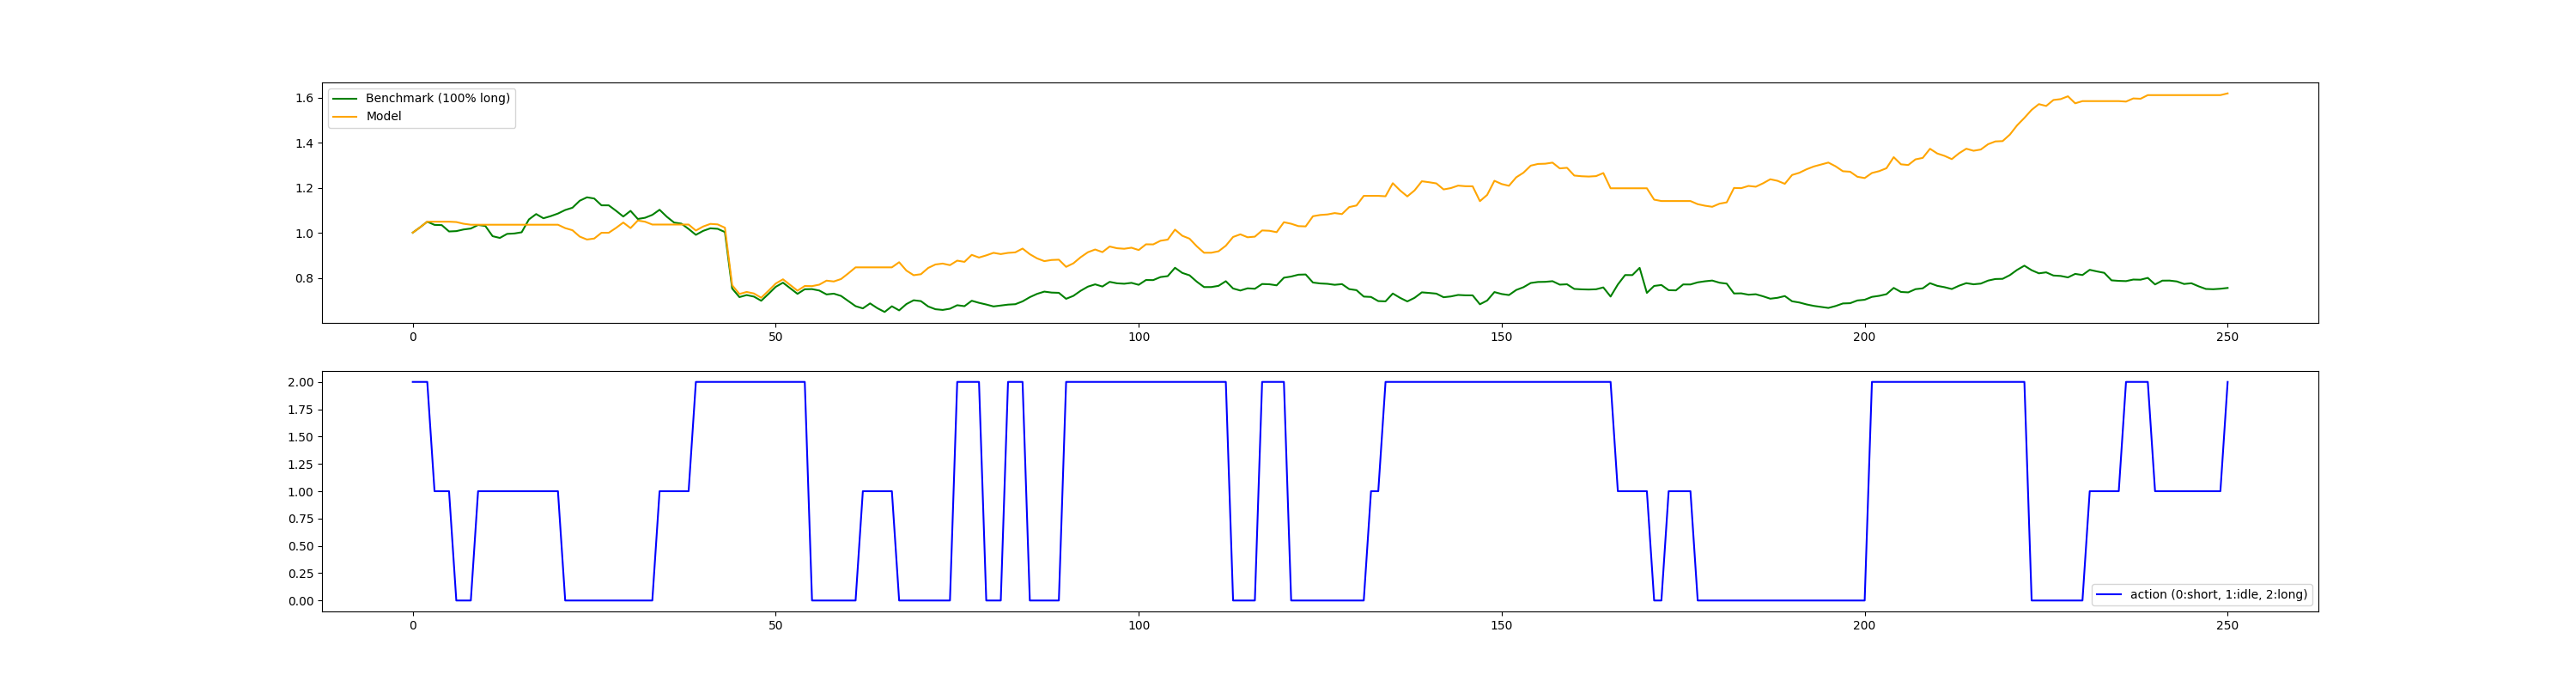 Benchmark (100% long)
Model
1.6
1.4
1.2
1.0
0.8
0 50 100 150 200 250
2.00
1.75
1.50
1.25
1.00
0.75
0.50
0.25
0.00
action (0:short, 1:idle, 2:long)
0 50 100 150 200 250